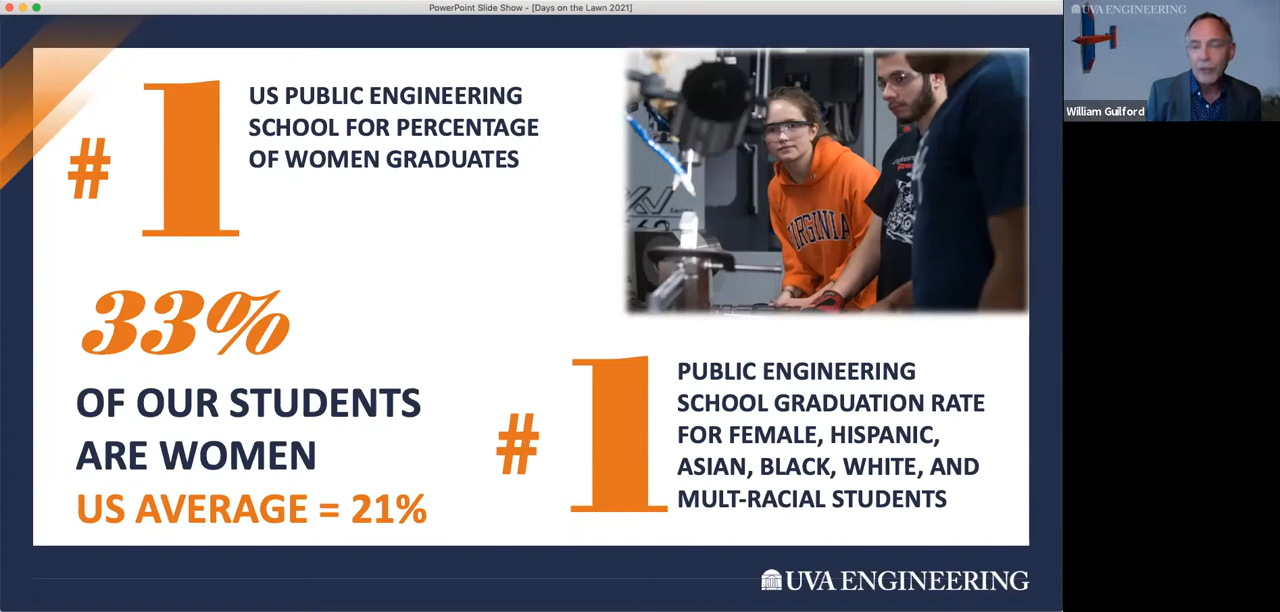 PowerPoint Slide Show - [Days on the Lawn 2021]
#1
US PUBLIC ENGINEERING
SCHOOL FOR PERCENTAGE
OF WOMEN GRADUATES
33%
OF OUR STUDENTS
ARE WOMEN
US AVERAGE = 21%
VIRGINIA
#1
PUBLIC ENGINEERING
SCHOOL GRADUATION RATE
FOR FEMALE, HISPANIC,
ASIAN, BLACK, WHITE, AND
MULT-RACIAL STUDENTS
UVA ENGINEERING
UVA ENGINEERING
William Guilford